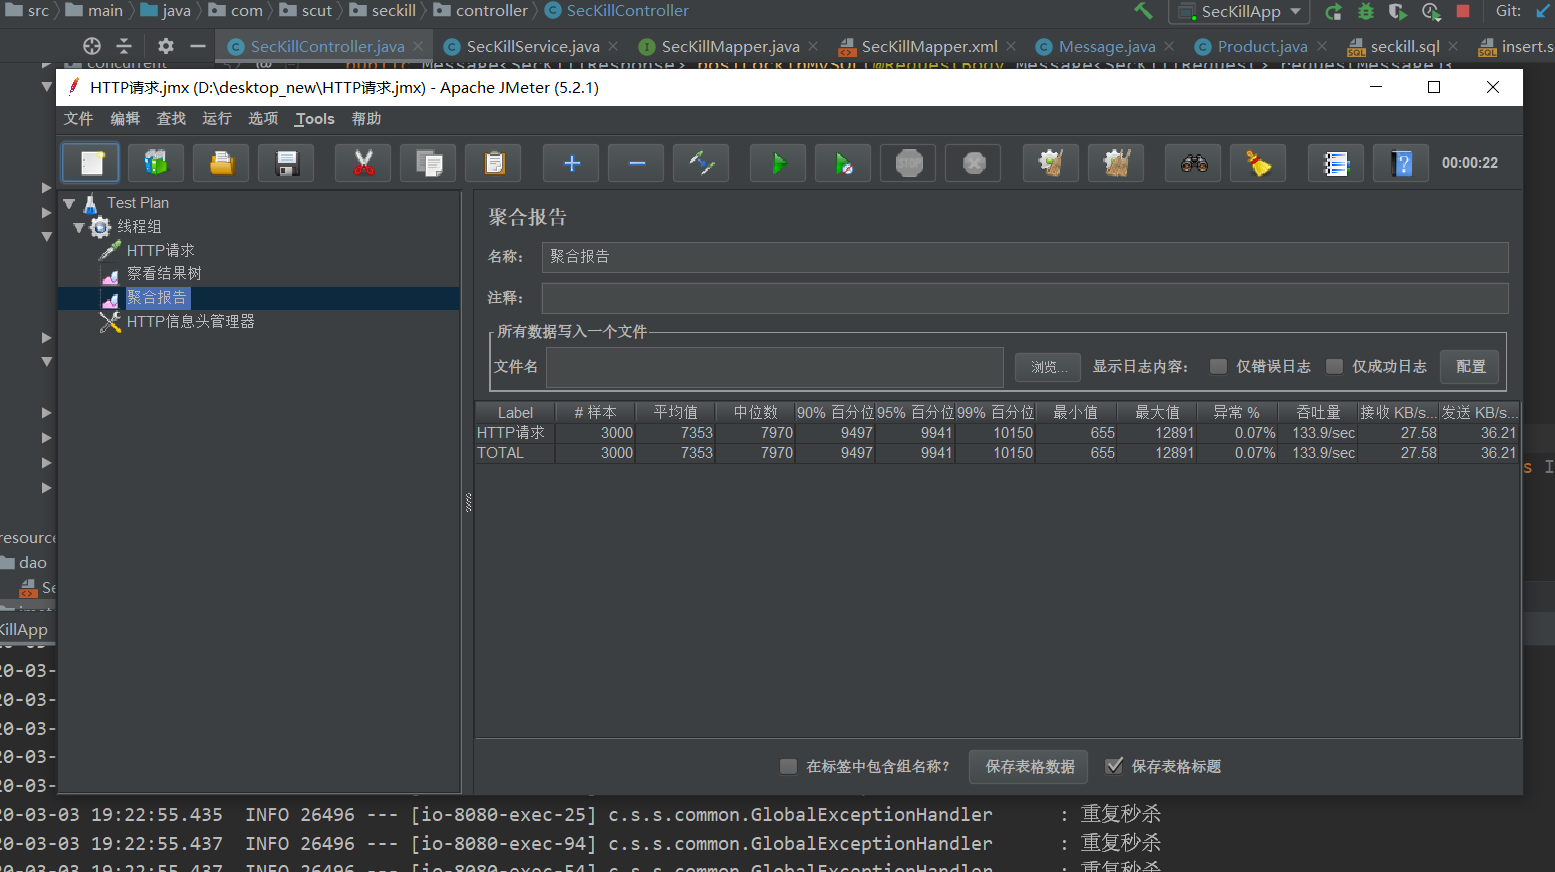 src main java com scut seckill controller SecKillController SecKillApp Git:
SecKillController.java SecKillService.java SecKillMapper.java SecKillMapper.xml Message.java Product.java seckill.sql insert.s
concurrent
HTTP请求.jmx (D:\desktop_new\HTTP请求.jmx) - Apache JMeter (5.2.1)
文件 编辑 查找 运行 选项 Tools 帮助
STOP ? 00:00:22
Test Plan
线程组
HTTP请求
察看结果树
聚合报告
HTTP信息头管理器
聚合报告
名称： 聚合报告
注释：
所有数据写入一个文件
文件名 浏览... 显示日志内容： 仅错误日志 仅成功日志 配置
Label # 样本 平均值 中位数 90% 百分位 95% 百分位 99% 百分位 最小值 最大值 异常 % 吞吐量 接收 KB/s... 发送 KB/s...
HTTP请求 3000 7353 7970 9497 9941 10150 655 12891 0.07% 133.9/sec 27.58 36.21
TOTAL 3000 7353 7970 9497 9941 10150 655 12891 0.07% 133.9/sec 27.58 36.21
s I
resource
dao
Se
KillApp
在标签中包含组名称？ 保存表格数据 保存表格标题
20-03-
20-03-
20-03-
20-03-
20-03-
20-03-03 19:22:55.435 INFO 26496 --- [io-8080-exec-25] c.s.s.common.GlobalExceptionHandler : 重复秒杀
20-03-03 19:22:55.437 INFO 26496 --- [io-8080-exec-94] c.s.s.common.GlobalExceptionHandler : 重复秒杀
20-03-03 19:22:55.437 INFO 26496 --- [io-8080-exec-54] c.s.s.common.GlobalExceptionHandler : 重复秒杀